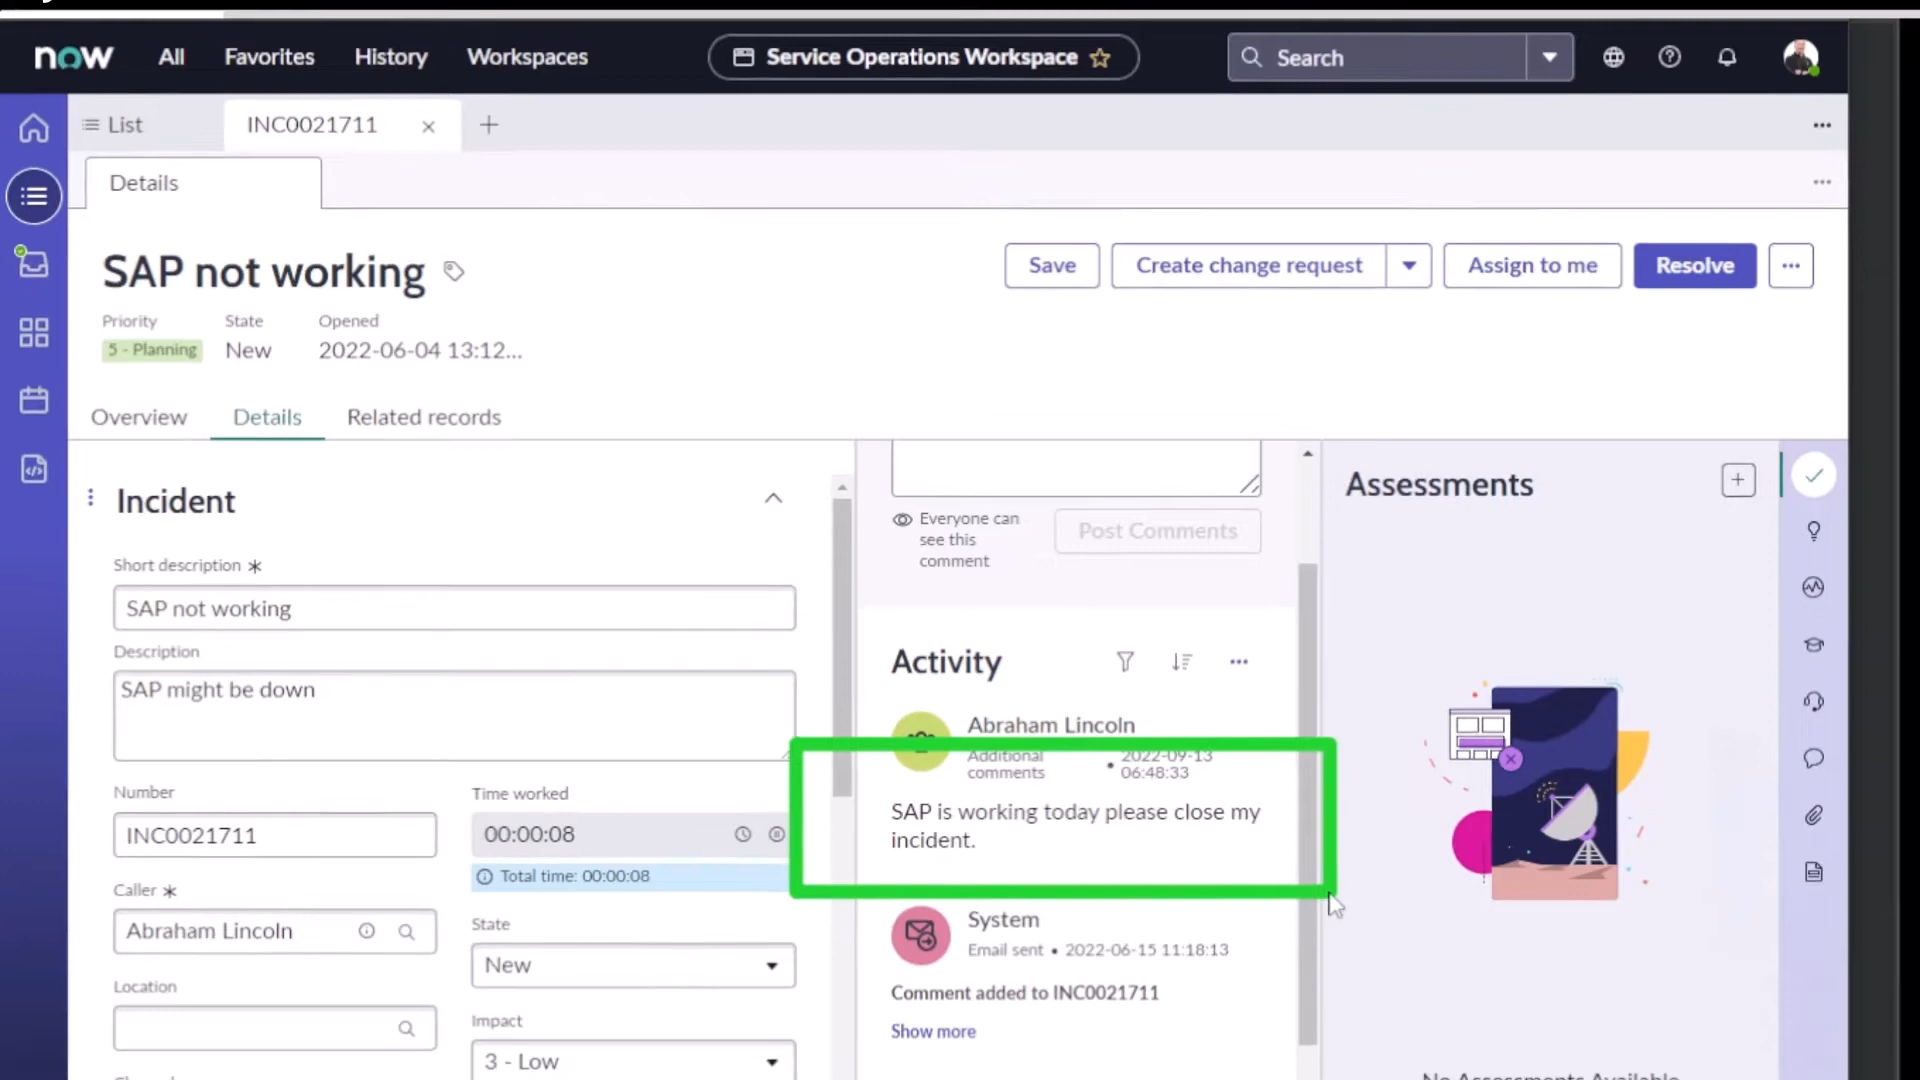 now All Favorites History Workspaces Service Operations Workspace Search
List INC0021711
Details
SAP not working
Save Create change request Assign to me Resolve
Priority State Opened
5 - Planning New 2022-06-04 13:12...
Overview Details Related records
Incident
Short description *
SAP not working
Description
SAP might be down
Number
INC0021711
Time worked
00:00:08
Total time: 00:00:08
Caller *
Abraham Lincoln
State
New
Location
Impact
3 - Low
Everyone can
see this
comment
Post Comments
Activity
Abraham Lincoln
Additional
comments
• 2022-09-13
06:48:33
SAP is working today please close my
incident.
System
Email sent • 2022-06-15 11:18:13
Comment added to INC0021711
Show more
Assessments
No Assessments Available